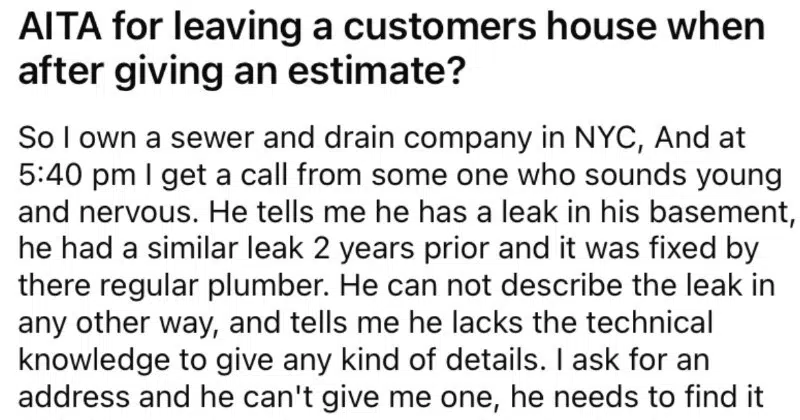 AITA for leaving a customers house when
after giving an estimate?
So I own a sewer and drain company in NYC, And at
5:40 pm I get a call from some one who sounds young
and nervous. He tells me he has a leak in his basement,
he had a similar leak 2 years prior and it was fixed by
there regular plumber. He can not describe the leak in
any other way, and tells me he lacks the technical
knowledge to give any kind of details. I ask for an
address and he can't give me one, he needs to find it